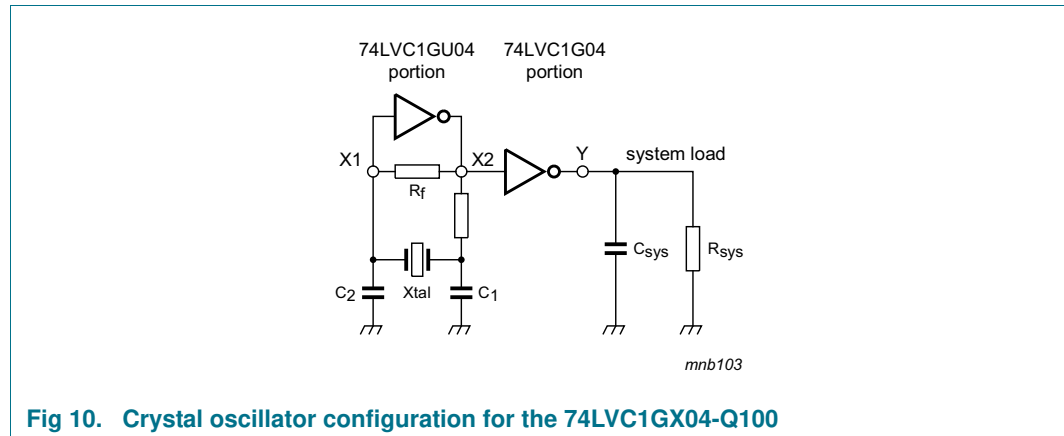 74LVC1GU04 74LVC1G04
portion portion
X1 X2 Y system load
Rf
Csys Rsys
C2 Xtal C1
mnb103
Fig 10. Crystal oscillator configuration for the 74LVC1GX04-Q100